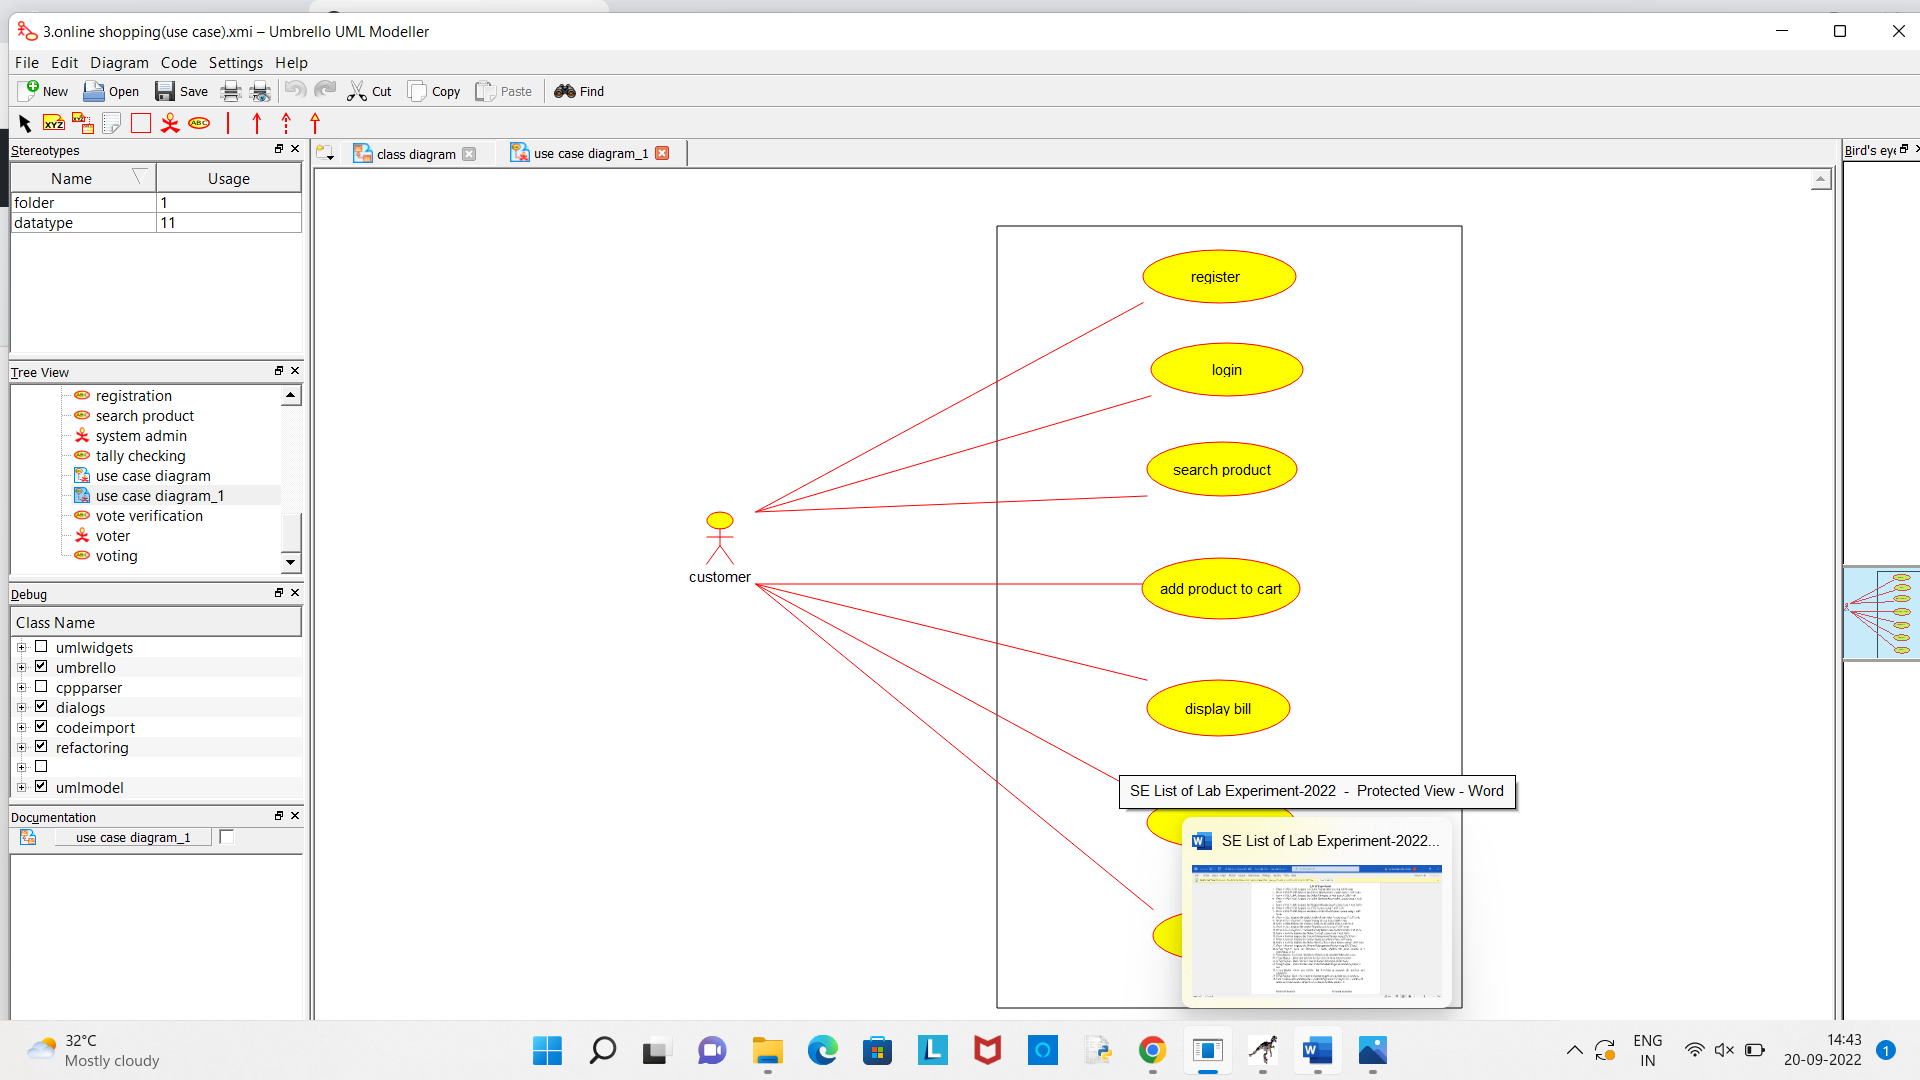 3.online shopping(use case).xmi – Umbrello UML Modeller
File Edit Diagram Code Settings Help
New Open Save Cut Copy Paste Find
XYZ XYZ ABC
Stereotypes
Name Usage
folder 1
datatype 11
Tree View
registration
search product
system admin
tally checking
use case diagram
use case diagram_1
vote verification
voter
voting
Debug
Class Name
umlwidgets
umbrello
cppparser
dialogs
codeimport
refactoring
umlmodel
Documentation
use case diagram_1
class diagram use case diagram_1
register
login
search product
customer
add product to cart
display bill
SE List of Lab Experiment-2022 - Protected View - Word
SE List of Lab Experiment-2022...
Bird's eye
32°C
Mostly cloudy
ENG
IN
14:43
20-09-2022
1